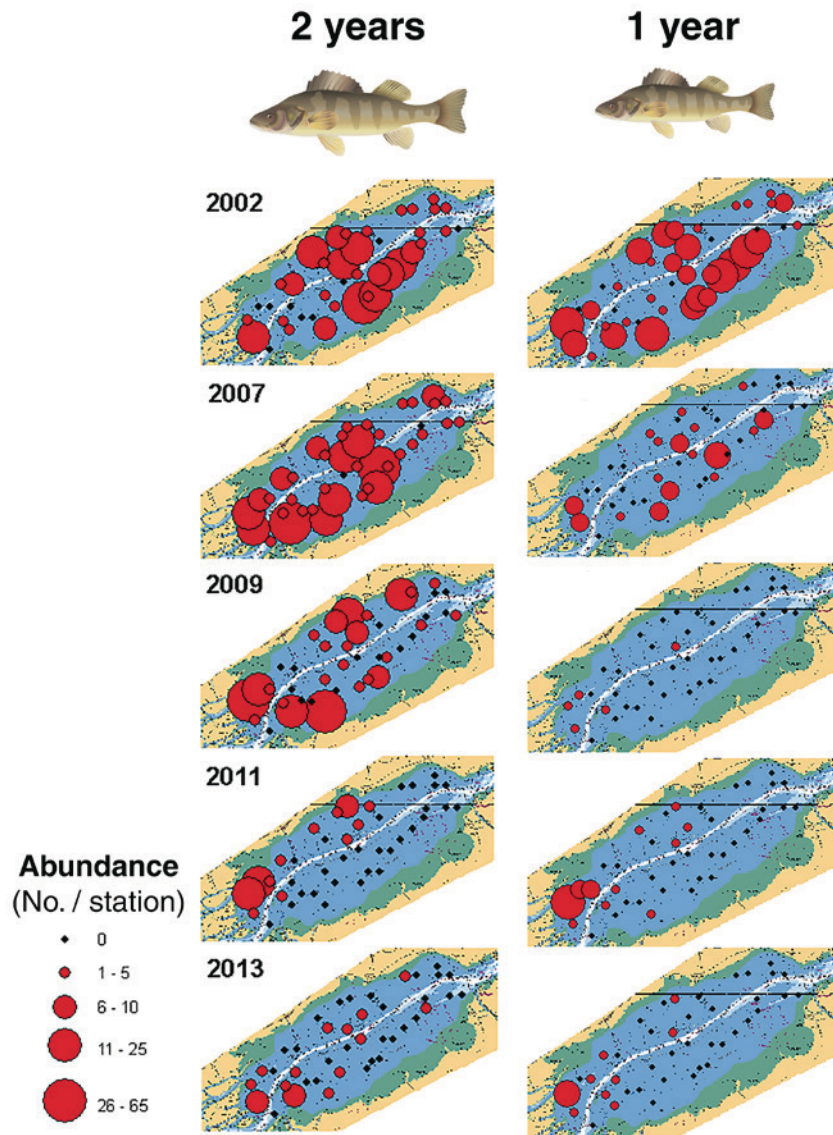 2 years
1 year
2002
2007
2009
2011
2013
Abundance
(No. / station)
0
1 - 5
6 - 10
11 - 25
26 - 65